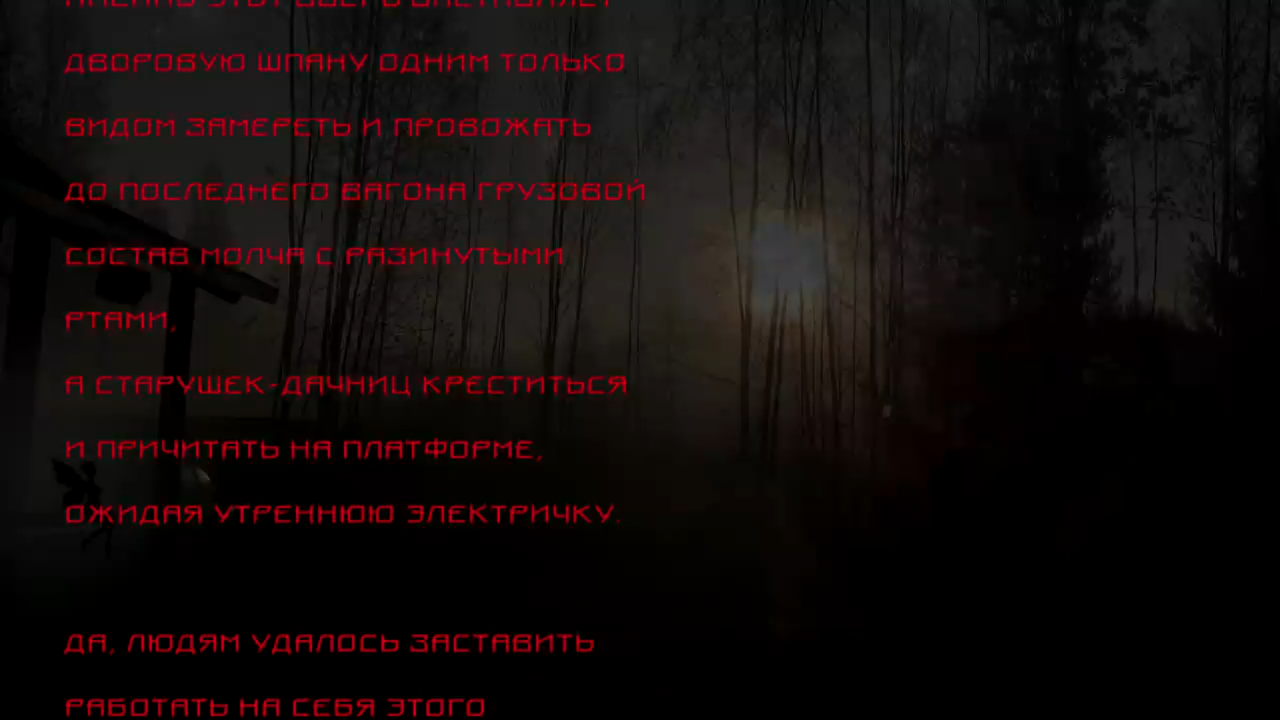 ДВОРОВУЮ ШПАНУ ОДНИМ ТОЛЬКО
ВИДОМ ЗАМЕРЕТЬ И ПРОВОЖАТЬ
ДО ПОСЛЕДНЕГО ВАГОНА ГРУЗОВОЙ
СОСТАВ МОЛЧА С РАЗИНУТЫМИ
РТАМИ,
А СТАРУШЕК-ДАЧНИЦ КРЕСТИТЬСЯ
И ПРИЧИТАТЬ НА ПЛАТФОРМЕ,
ОЖИДАЯ УТРЕННЮЮ ЭЛЕКТРИЧКУ.
ДА, ЛЮДЯМ УДАЛОСЬ ЗАСТАВИТЬ
РАБОТАТЬ НА СЕБЯ ЭТОГО